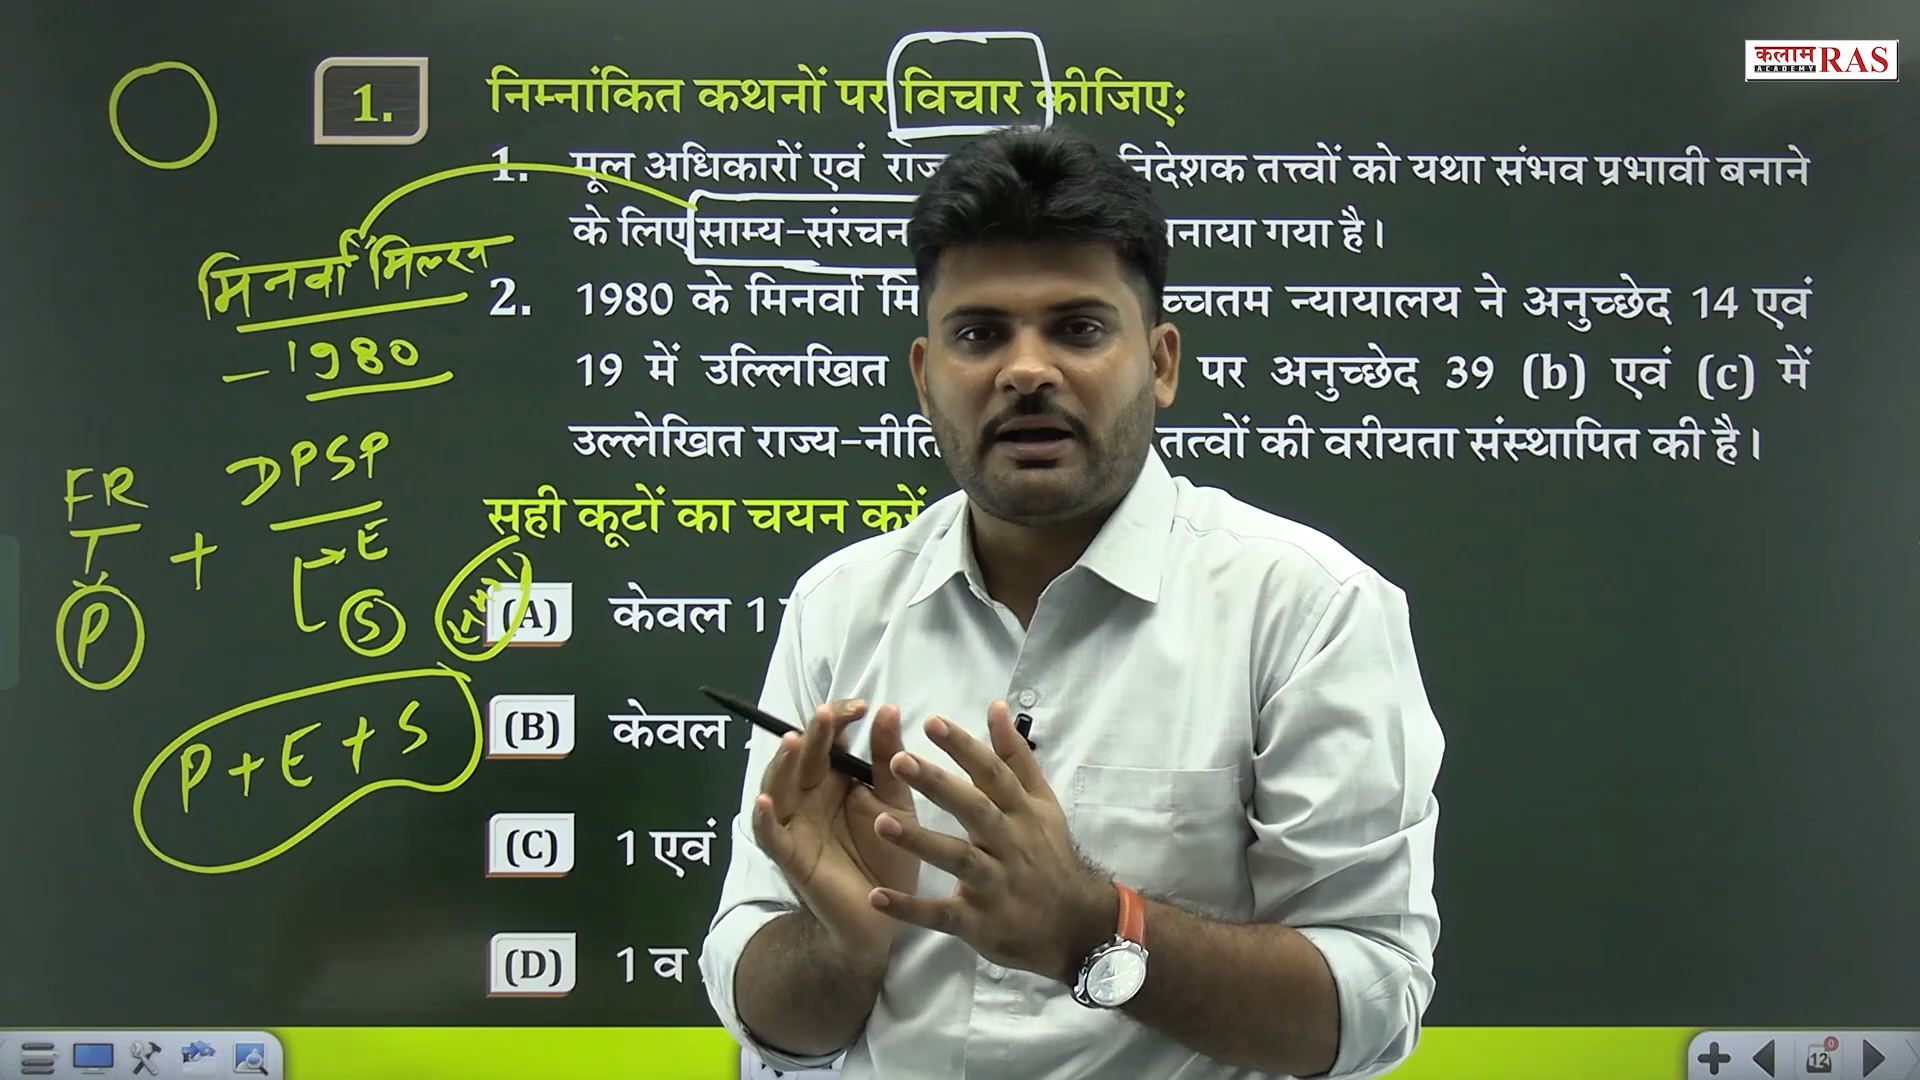 कलाम RAS
ACADEMY
1. निम्नांकित कथनों पर विचार कीजिएः
1. मूल अधिकारों एवं राज निदेशक तत्त्वों को यथा संभव प्रभावी बनाने
के लिए साम्य-संरचन नाया गया है।
2. 1980 के मिनर्वा मि च्चतम न्यायालय ने अनुच्छेद 14 एवं
19 में उल्लिखित पर अनुच्छेद 39 (b) एवं (c) में
उल्लेखित राज्य-नीति तत्वों की वरीयता संस्थापित की है।
सही कूटों का चयन करें
(A) केवल 1
(B) केवल
(C) 1 एवं
(D) 1 व
मिनर्वा मिल्स
- 1980
FR + DPSP
P
E
S
P + E + S
12
0